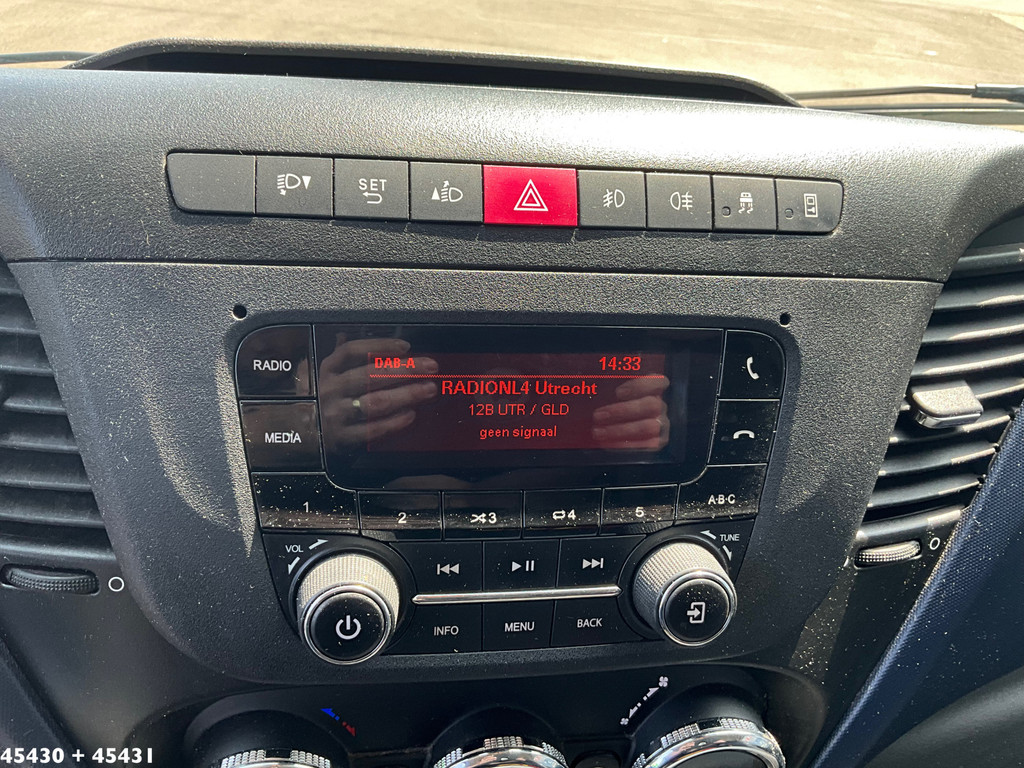 SET
RADIO
MEDIA
DAB-A
14:33
RADIONL4 Utrecht
12B UTR / GLD
geen signaal
1
2
3
4
5
A·B·C
VOL
TUNE
INFO
MENU
BACK
45430 + 45431